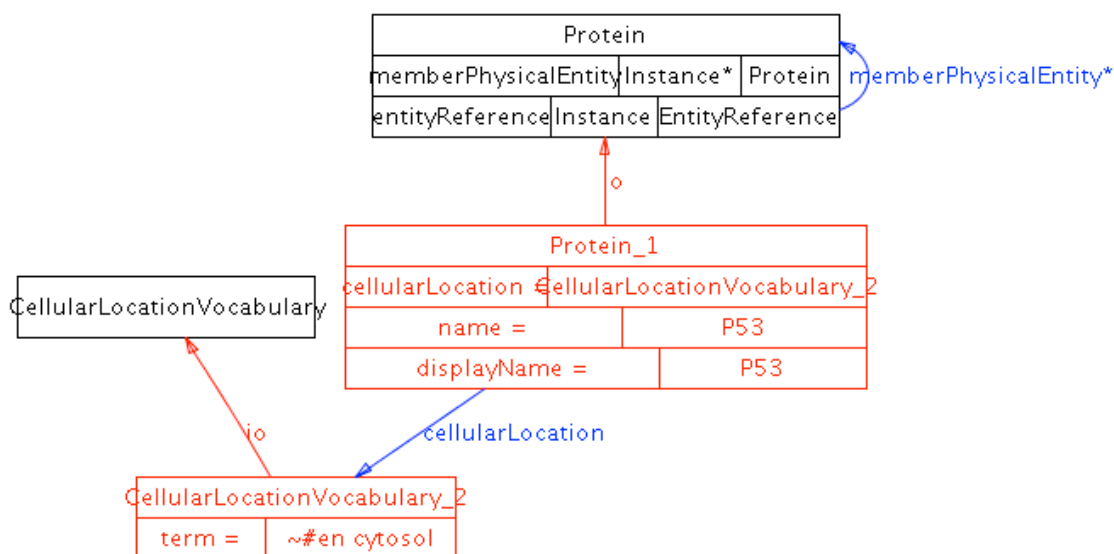 Protein
memberPhysicalEntity Instance* Protein
memberPhysicalEntity*
entityReference Instance EntityReference
o
Protein_1
cellularLocation = CellularLocationVocabulary_2
CellularLocationVocabulary
name = P53
displayName = P53
io
cellularLocation
CellularLocationVocabulary_2
term = ~#en cytosol